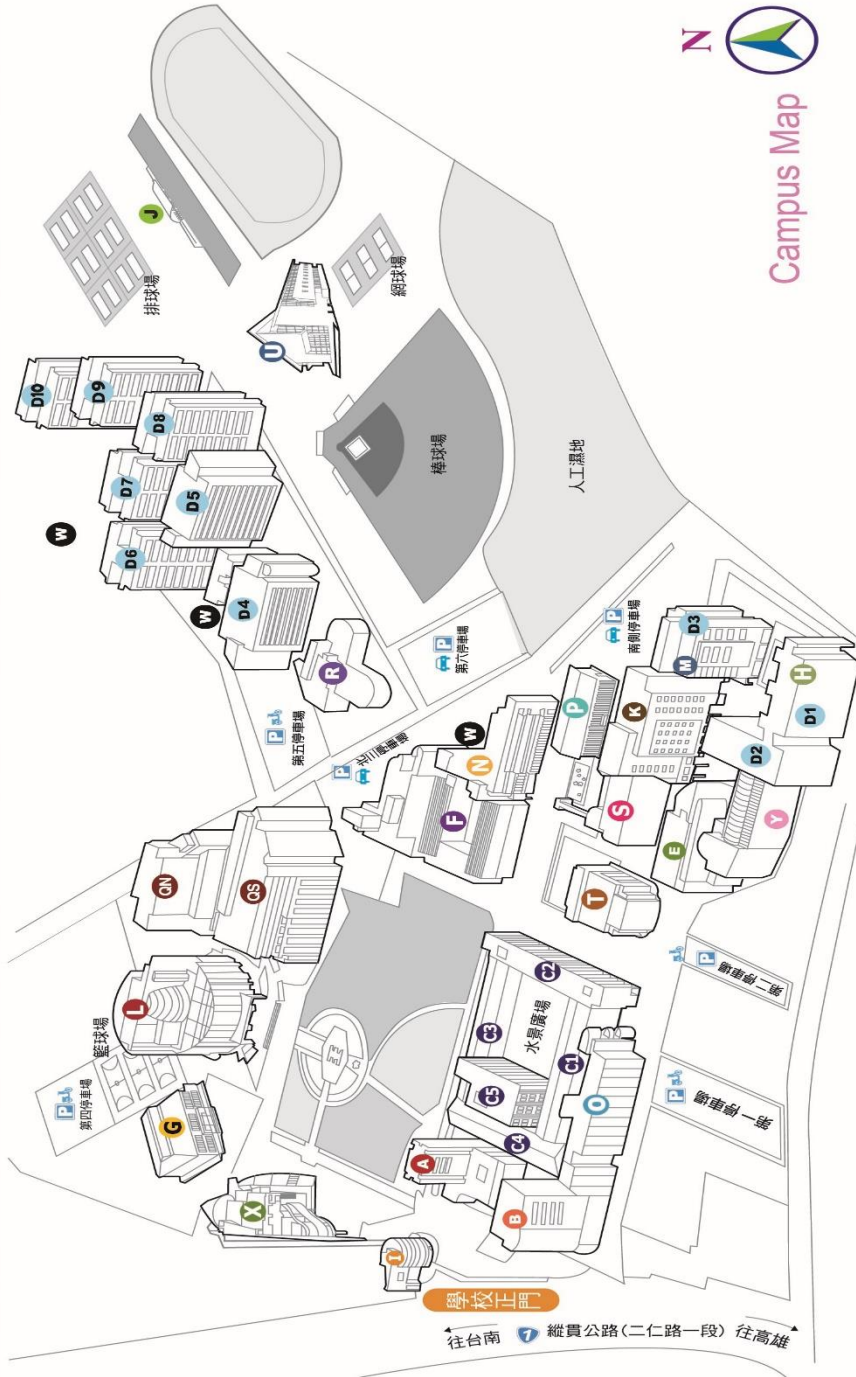 N
Campus Map
排球場
J
D10
D9
D8
D7
D6
D5
D4
W
W
U
網球場
棒球場
人工濕地
R
P
第五停車場
P
第六停車場
P
停車場
P
南側停車場
QN
QS
L
籃球場
P
第四停車場
G
X
I
學校正門
F
N
W
P
S
K
M
D3
H
D1
D2
Y
E
T
P
第二停車場
P
第一停車場
A
B
C1
C2
C3
C4
C5
水景廣場
O
往台南 1 縱貫公路(二仁路一段) 往高雄